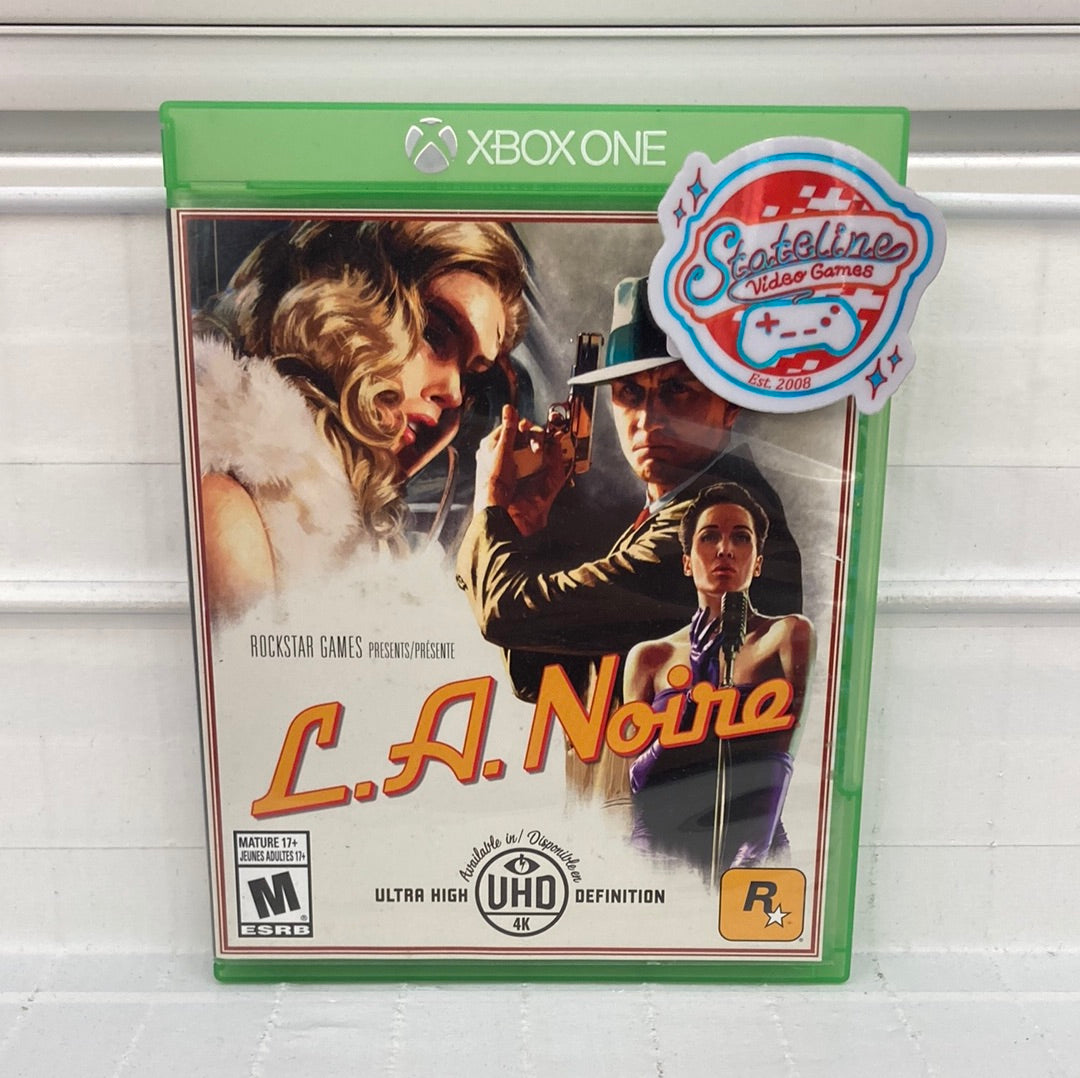 XBOX ONE
Stateline
Video Games
Est. 2008
ROCKSTAR GAMES PRESENTS/PRÉSENTE
L.A. Noire
MATURE 17+
JEUNES ADULTES 17+
M
®
ESRB
Available in/ Disponible en
ULTRA HIGH UHD DEFINITION
4K
R